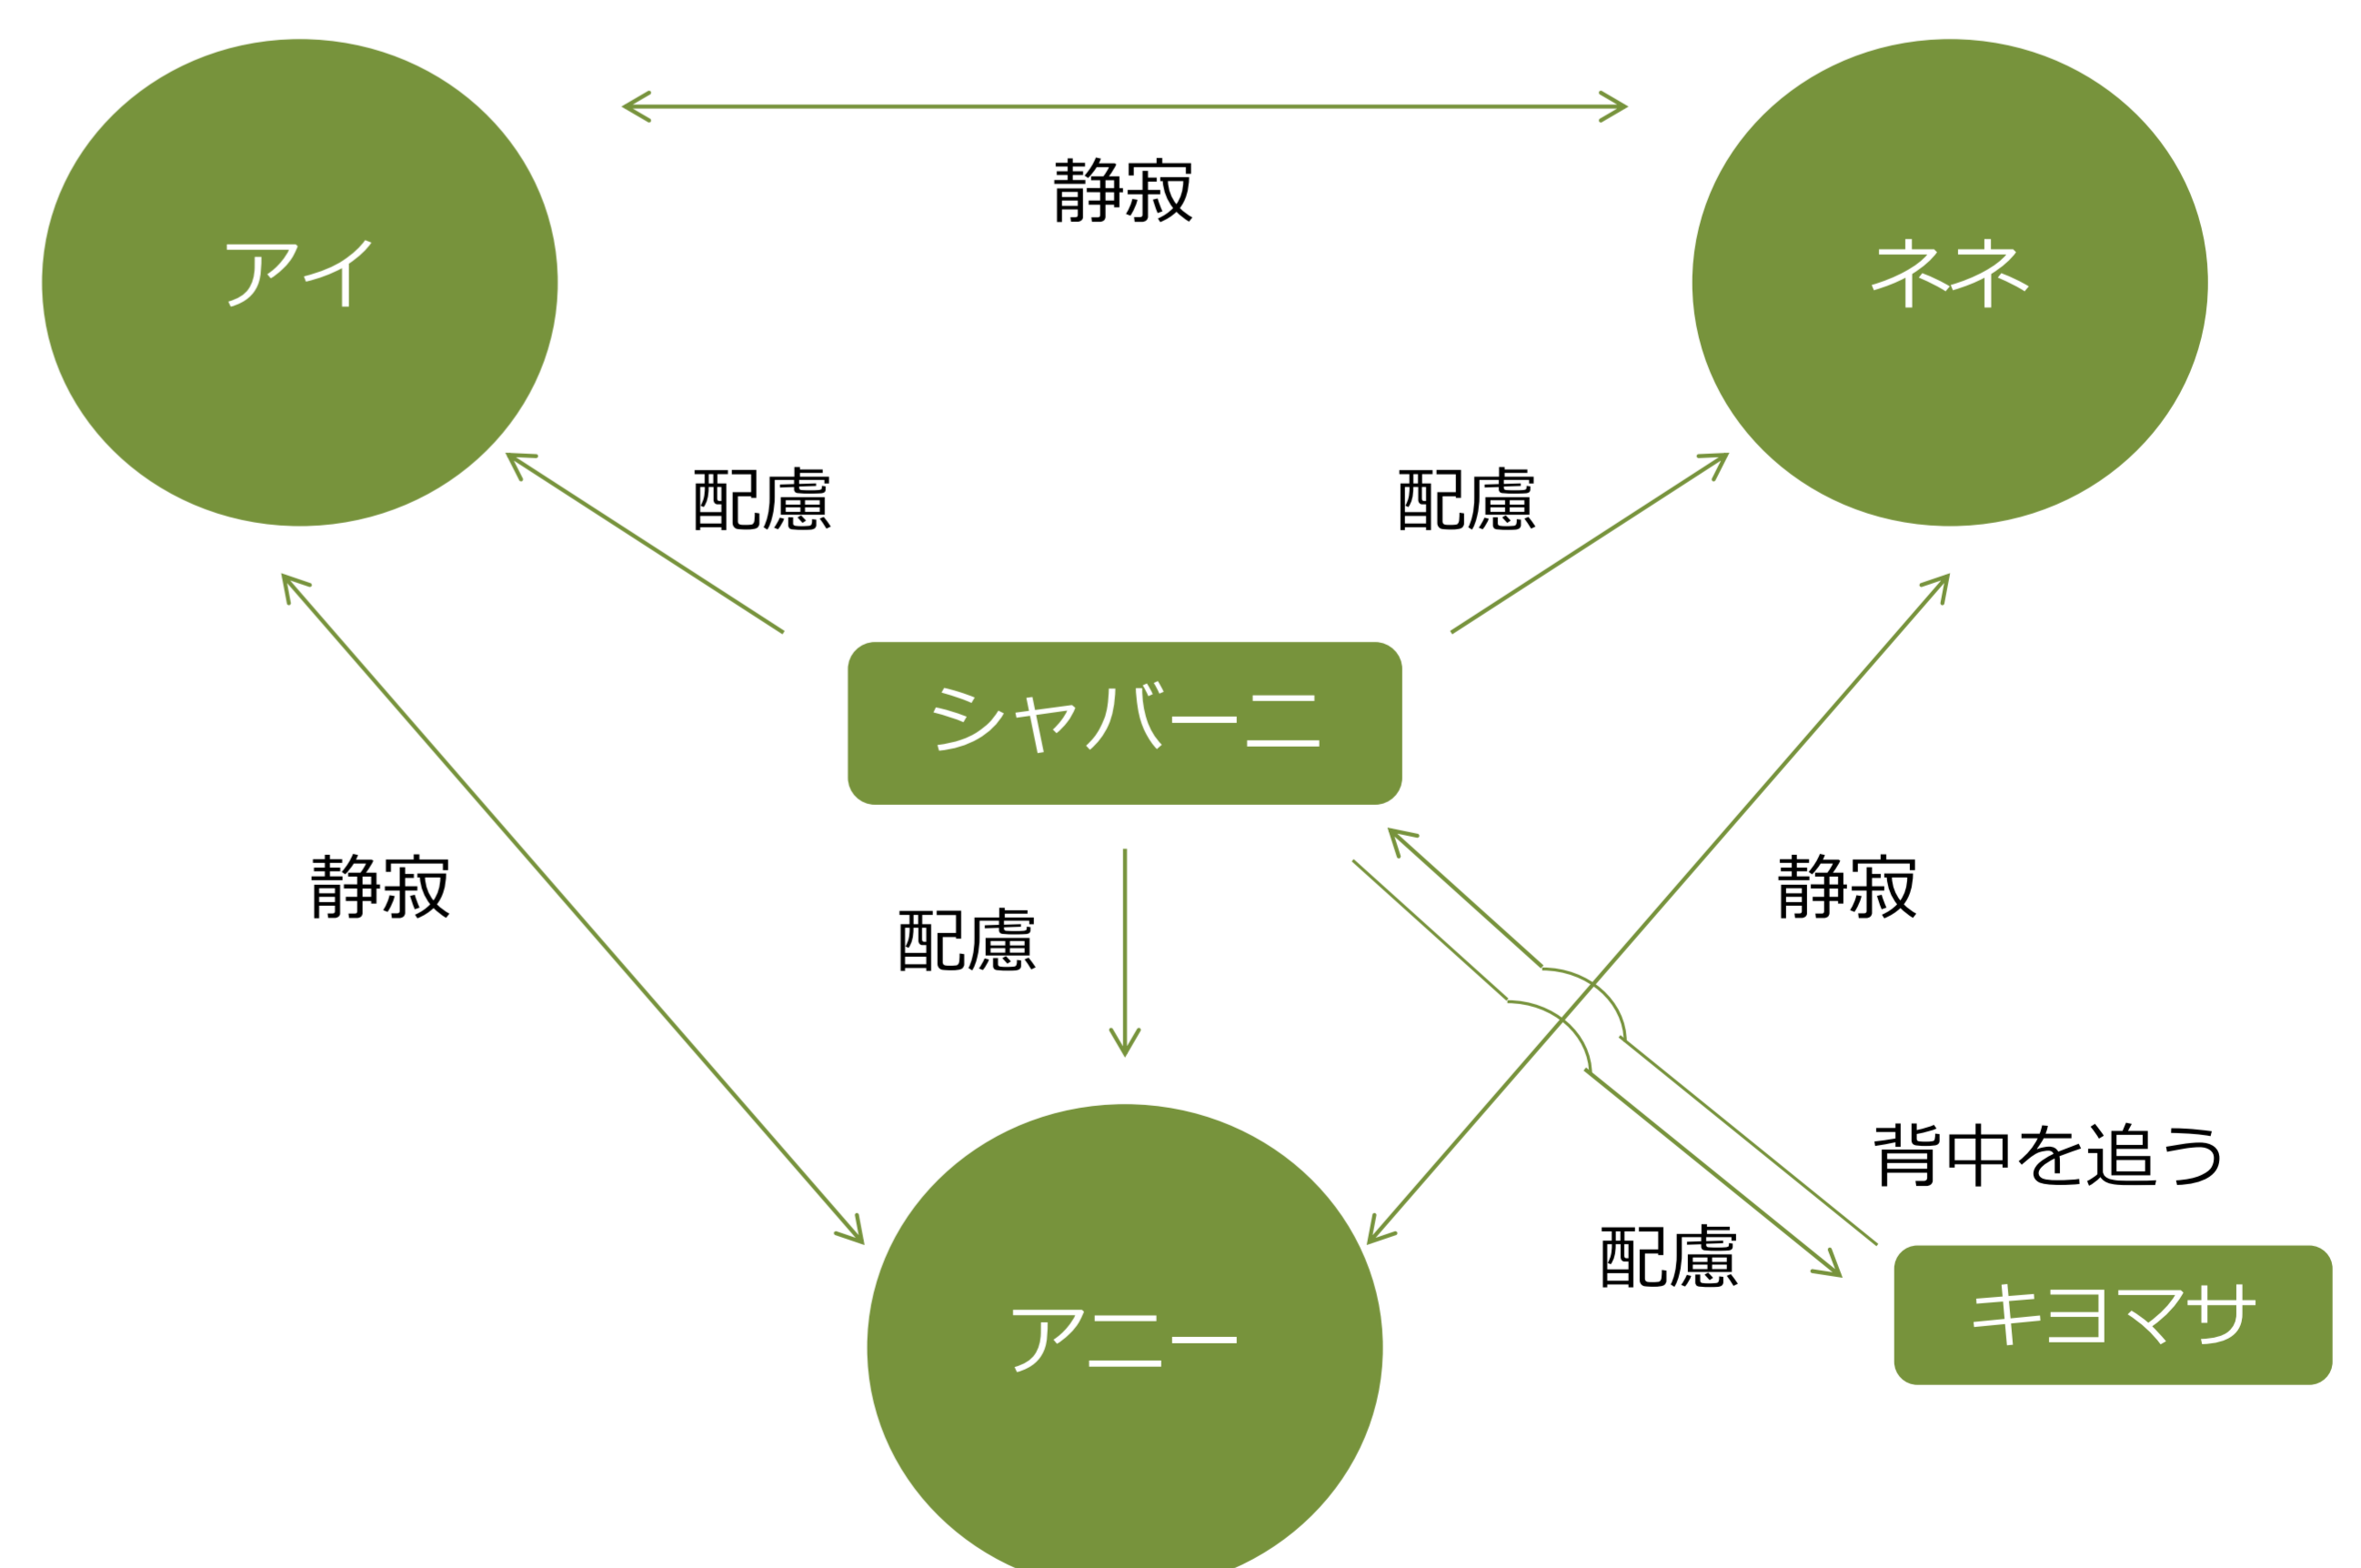 静寂
アイ
ネネ
配慮
配慮
シャバーニ
静寂
配慮
静寂
背中を追う
配慮
アニー
キヨマサ